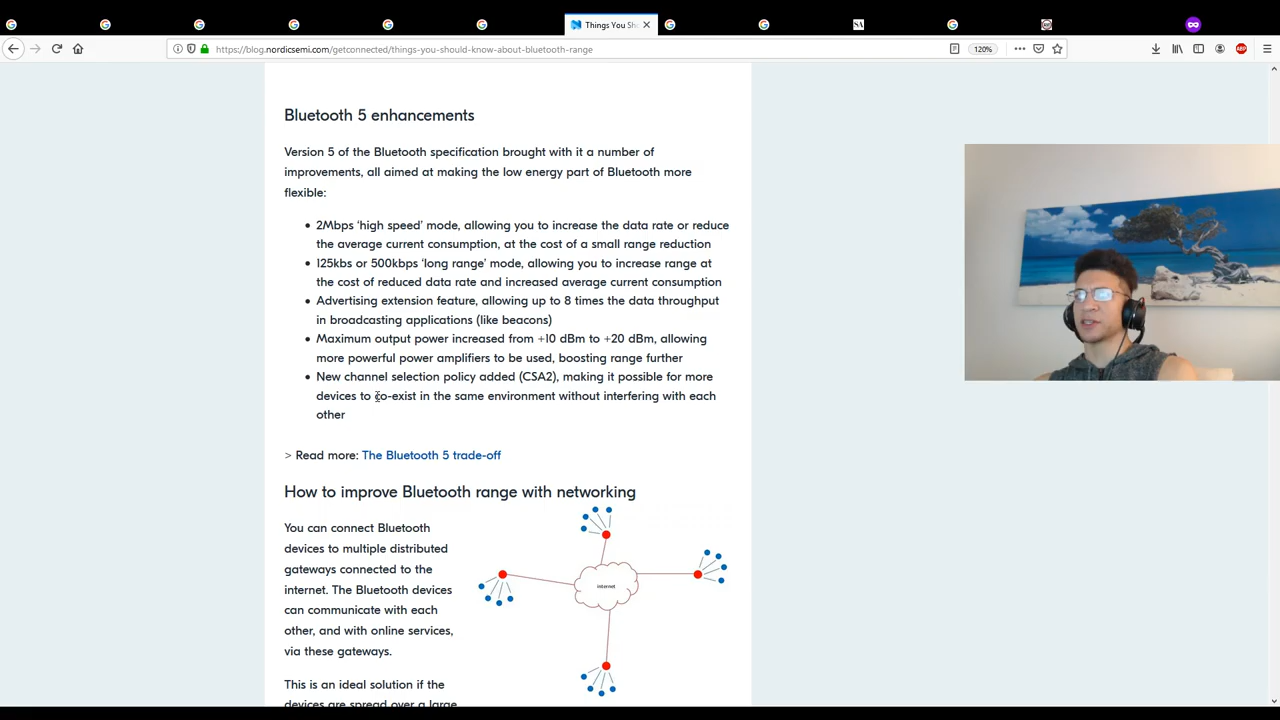 Things You Sho
https://blog.nordicsemi.com/getconnected/things-you-should-know-about-bluetooth-range
120%
ABP
Bluetooth 5 enhancements
Version 5 of the Bluetooth specification brought with it a number of
improvements, all aimed at making the low energy part of Bluetooth more
flexible:
2Mbps ‘high speed’ mode, allowing you to increase the data rate or reduce
the average current consumption, at the cost of a small range reduction
125kbs or 500kbps ‘long range’ mode, allowing you to increase range at
the cost of reduced data rate and increased average current consumption
Advertising extension feature, allowing up to 8 times the data throughput
in broadcasting applications (like beacons)
Maximum output power increased from +10 dBm to +20 dBm, allowing
more powerful power amplifiers to be used, boosting range further
New channel selection policy added (CSA2), making it possible for more
devices to co-exist in the same environment without interfering with each
other
> Read more: The Bluetooth 5 trade-off
How to improve Bluetooth range with networking
You can connect Bluetooth
devices to multiple distributed
gateways connected to the
internet. The Bluetooth devices
can communicate with each
other, and with online services,
via these gateways.
This is an ideal solution if the
devices are spread over a large
internet
SA